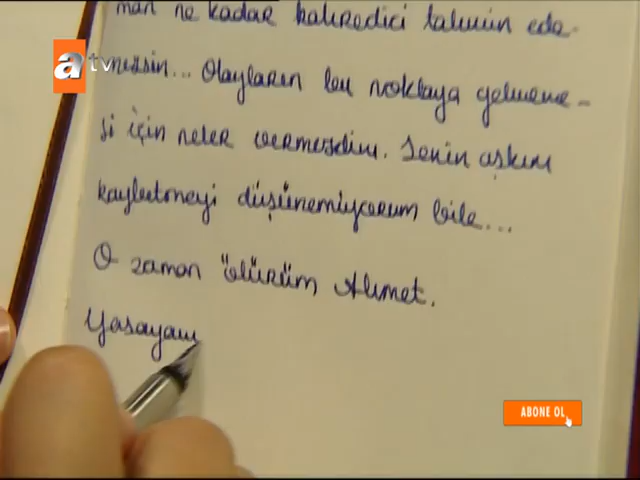 man ne kadar kahredici tahmin ede-
mezsin... Olayların bu noktaya gelmeme-
si için neler vermezdim. Senin aşkını
kaybetmeyi düşünemiyorum bile...
O zaman ölürüm Ahmet.
Yaşayam
atv
ABONE OL